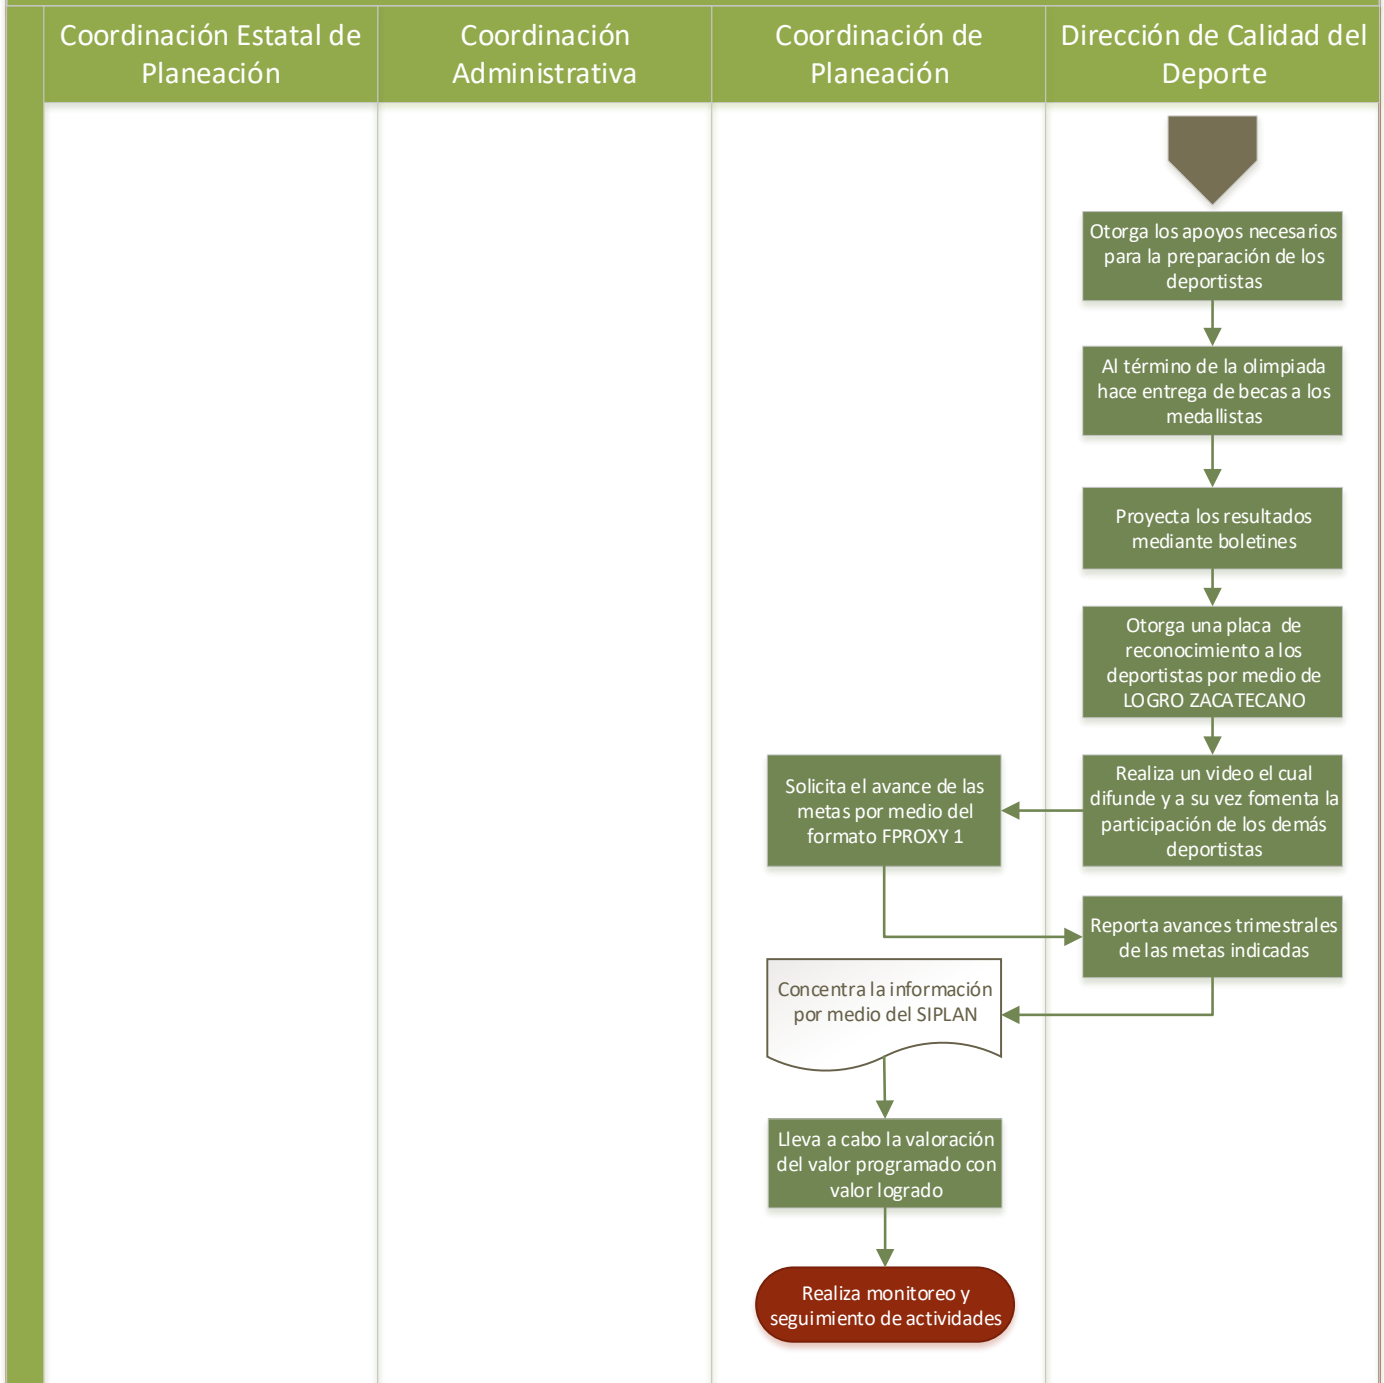 Coordinación Estatal de
Planeación
Coordinación
Administrativa
Coordinación de
Planeación
Dirección de Calidad del
Deporte
Otorga los apoyos necesarios
para la preparación de los
deportistas
Al término de la olimpiada
hace entrega de becas a los
medallistas
Proyecta los resultados
mediante boletines
Otorga una placa de
reconocimiento a los
deportistas por medio de
LOGRO ZACATECANO
Realiza un video el cual
difunde y a su vez fomenta la
participación de los demás
deportistas
Solicita el avance de las
metas por medio del
formato FPROXY 1
Reporta avances trimestrales
de las metas indicadas
Concentra la información
por medio del SIPLAN
Lleva a cabo la valoración
del valor programado con
valor logrado
Realiza monitoreo y
seguimiento de actividades